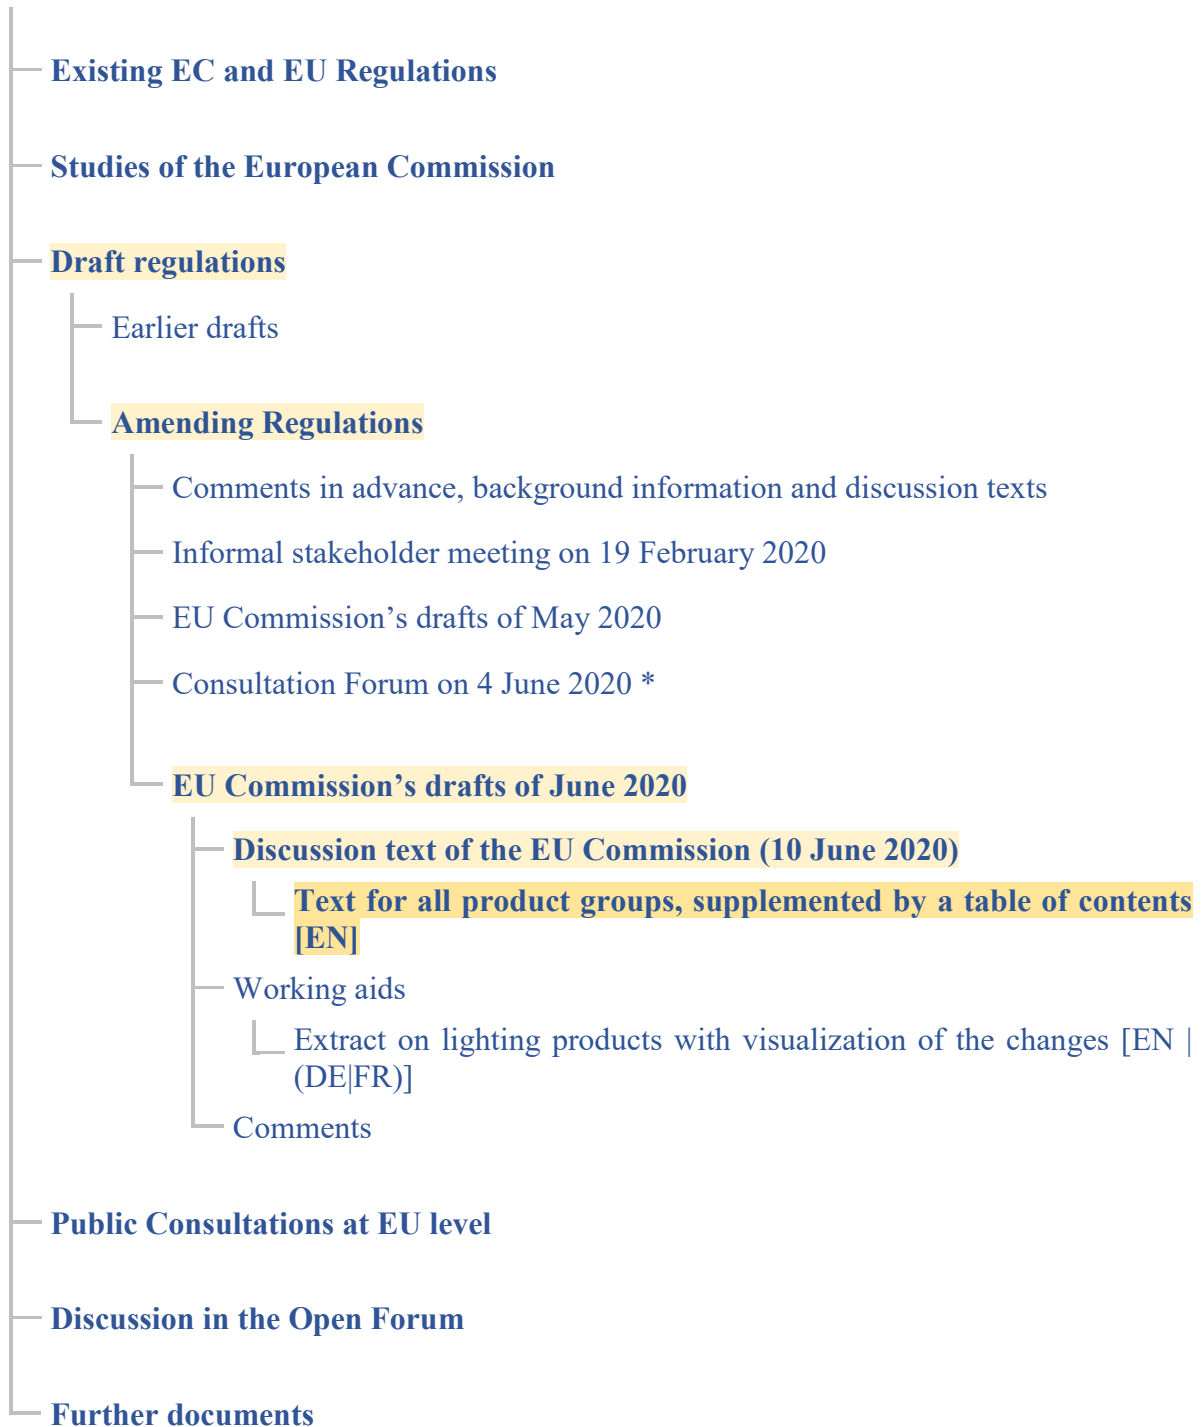 Existing EC and EU Regulations
Studies of the European Commission
Draft regulations
Earlier drafts
Amending Regulations
Comments in advance, background information and discussion texts
Informal stakeholder meeting on 19 February 2020
EU Commission’s drafts of May 2020
Consultation Forum on 4 June 2020 *
EU Commission’s drafts of June 2020
Discussion text of the EU Commission (10 June 2020)
Text for all product groups, supplemented by a table of contents
[EN]
Working aids
Extract on lighting products with visualization of the changes [EN |
(DE|FR)]
Comments
Public Consultations at EU level
Discussion in the Open Forum
Further documents